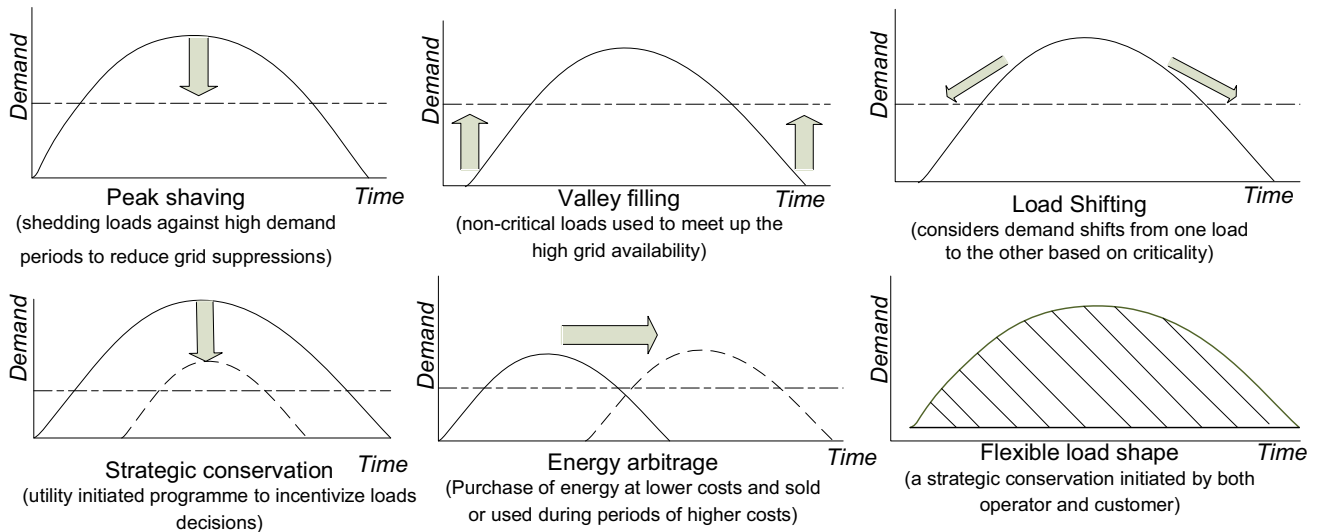 Demand
Time
Peak shaving
(shedding loads against high demand
periods to reduce grid suppressions)
Demand
Time
Valley filling
(non-critical loads used to meet up the
high grid availability)
Demand
Time
Load Shifting
(considers demand shifts from one load
to the other based on criticality)
Demand
Time
Strategic conservation
(utility initiated programme to incentivize loads
decisions)
Demand
Time
Energy arbitrage
(Purchase of energy at lower costs and sold
or used during periods of higher costs)
Demand
Time
Flexible load shape
(a strategic conservation initiated by both
operator and customer)